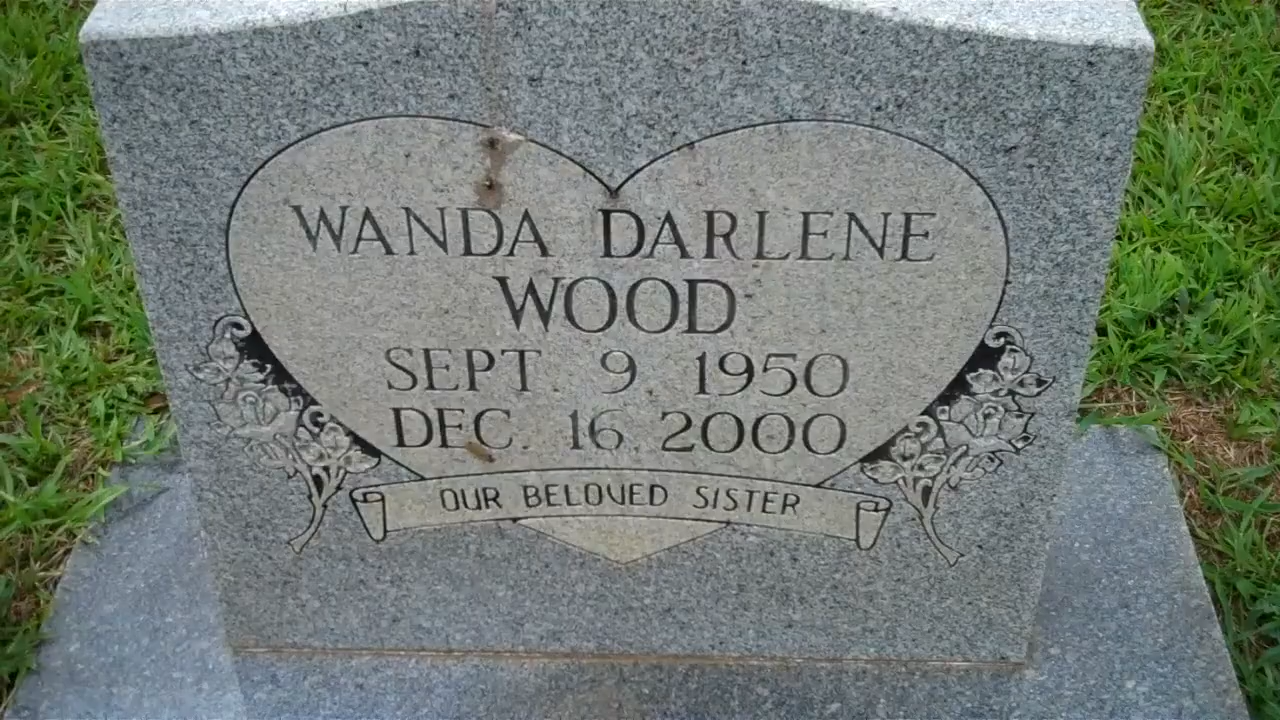 WANDA DARLENE
WOOD
SEPT. 9, 1950
DEC. 16, 2000
OUR BELOVED SISTER